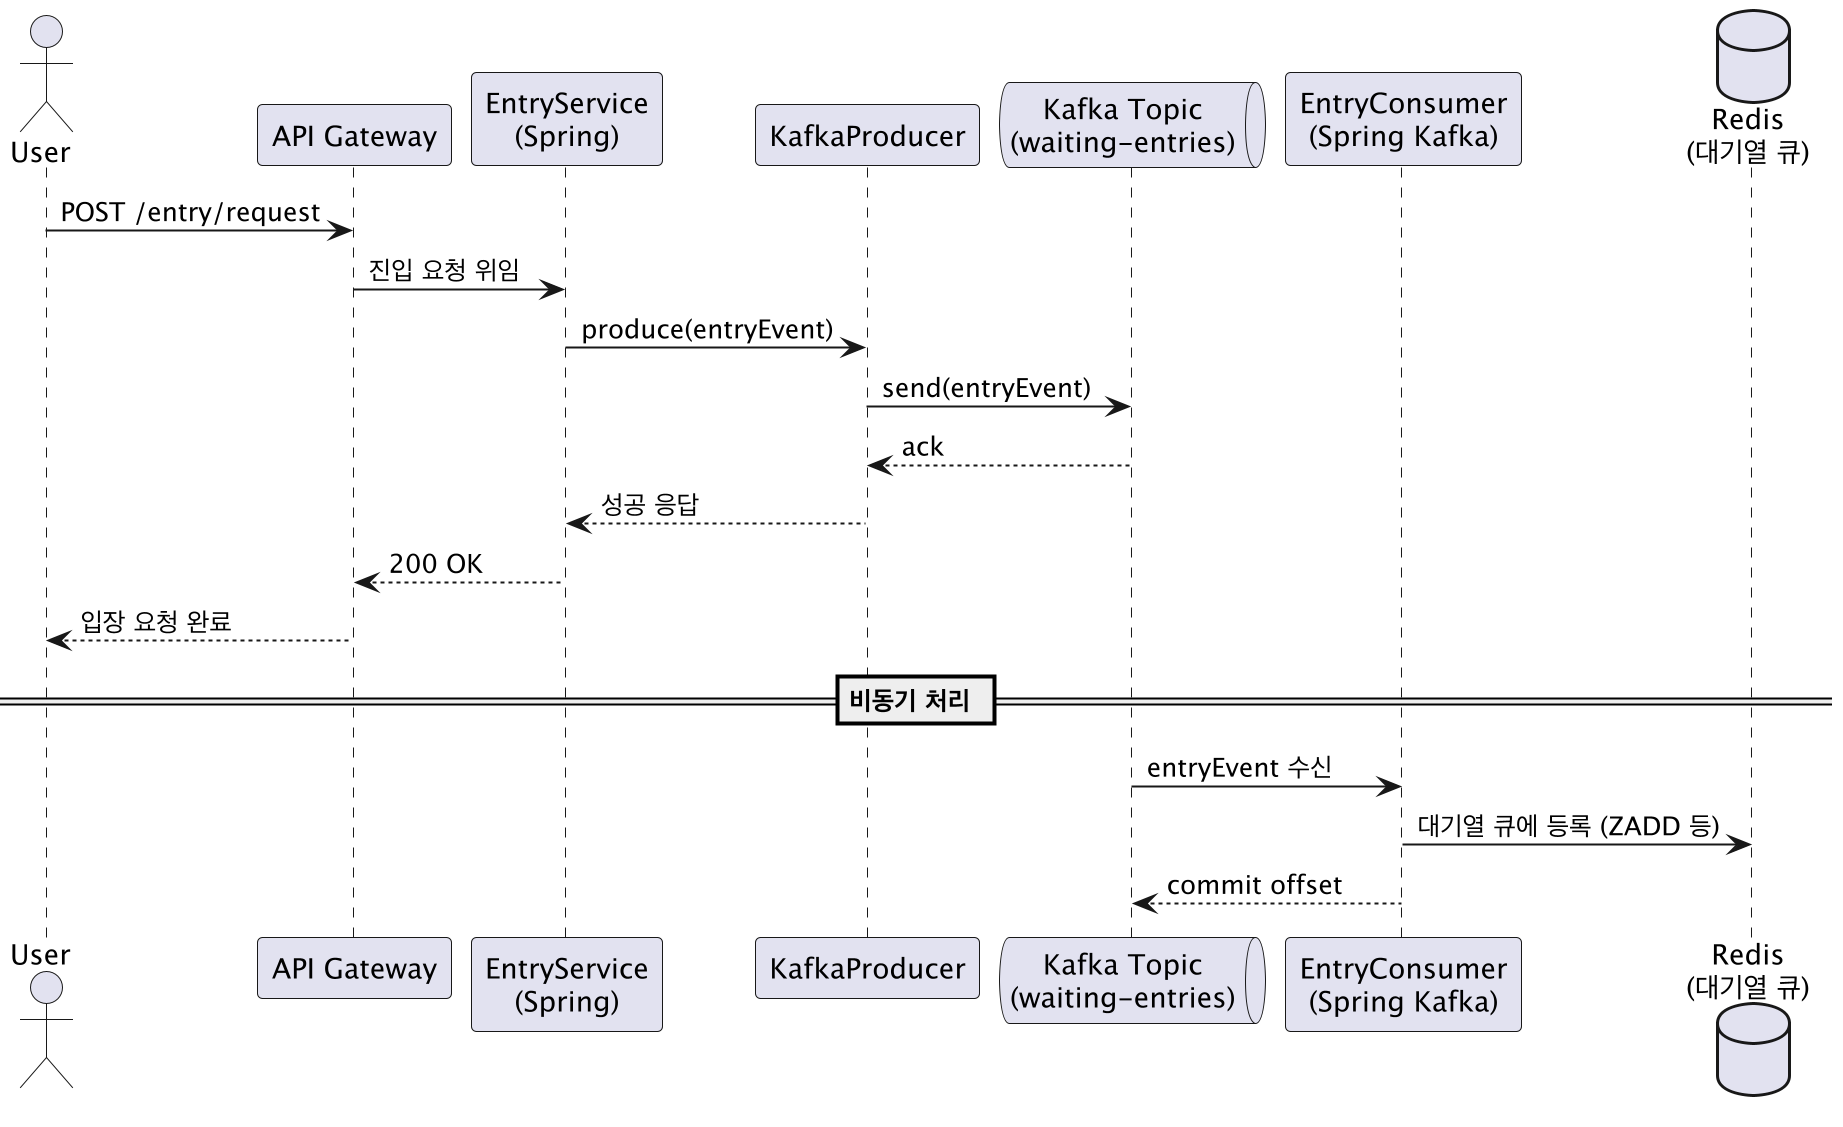 User
API Gateway
EntryService
(Spring)
KafkaProducer
Kafka Topic
(waiting-entries)
EntryConsumer
(Spring Kafka)
Redis
(대기열 큐)
POST /entry/request
진입 요청 위임
produce(entryEvent)
send(entryEvent)
ack
성공 응답
200 OK
입장 요청 완료
비동기 처리
entryEvent 수신
대기열 큐에 등록 (ZADD 등)
commit offset
User
API Gateway
EntryService
(Spring)
KafkaProducer
Kafka Topic
(waiting-entries)
EntryConsumer
(Spring Kafka)
Redis
(대기열 큐)